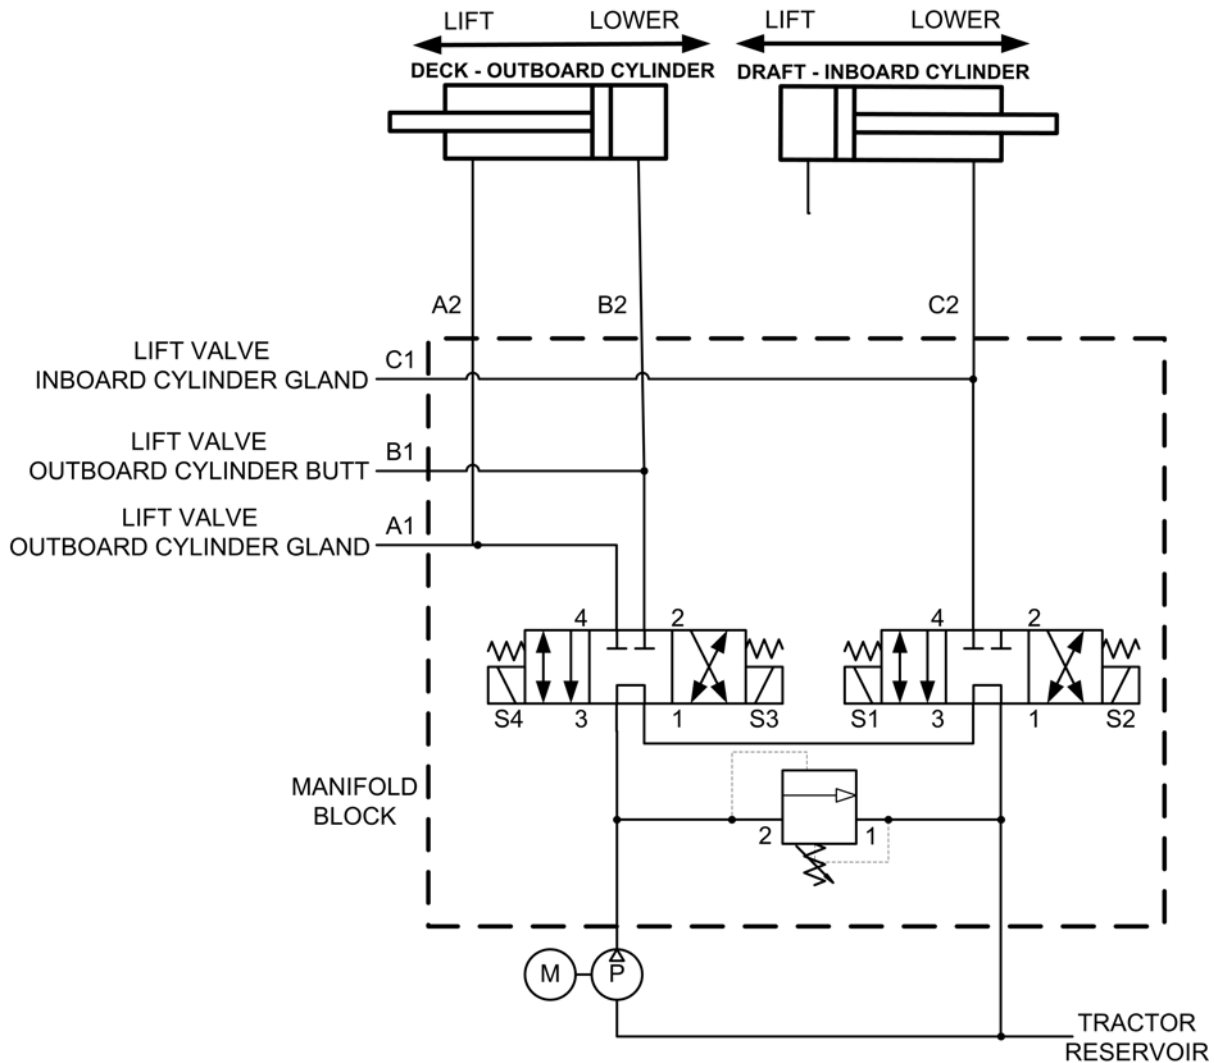 LIFT LOWER
LIFT LOWER
DECK - OUTBOARD CYLINDER
DRAFT - INBOARD CYLINDER
A2
B2
C2
LIFT VALVE
INBOARD CYLINDER GLAND
C1
LIFT VALVE
OUTBOARD CYLINDER BUTT
B1
LIFT VALVE
OUTBOARD CYLINDER GLAND
A1
4 2
4 2
S4 3 1 S3
S1 3 1 S2
MANIFOLD
BLOCK
2 1
M
P
TRACTOR
RESERVOIR